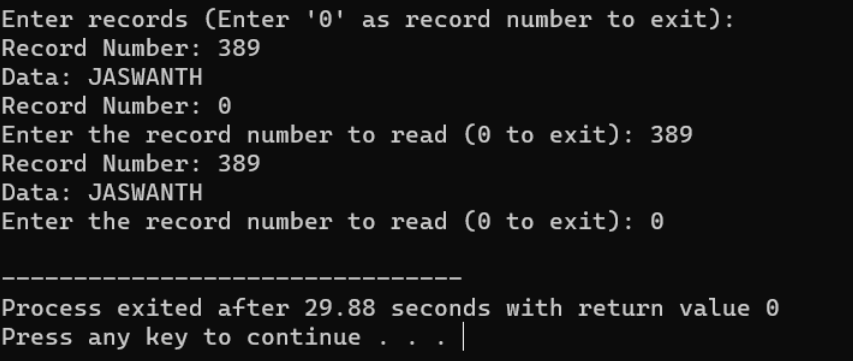 Enter records (Enter '0' as record number to exit):
Record Number: 389
Data: JASWANTH
Record Number: 0
Enter the record number to read (0 to exit): 389
Record Number: 389
Data: JASWANTH
Enter the record number to read (0 to exit): 0
--------------------------------
Process exited after 29.88 seconds with return value 0
Press any key to continue . . .